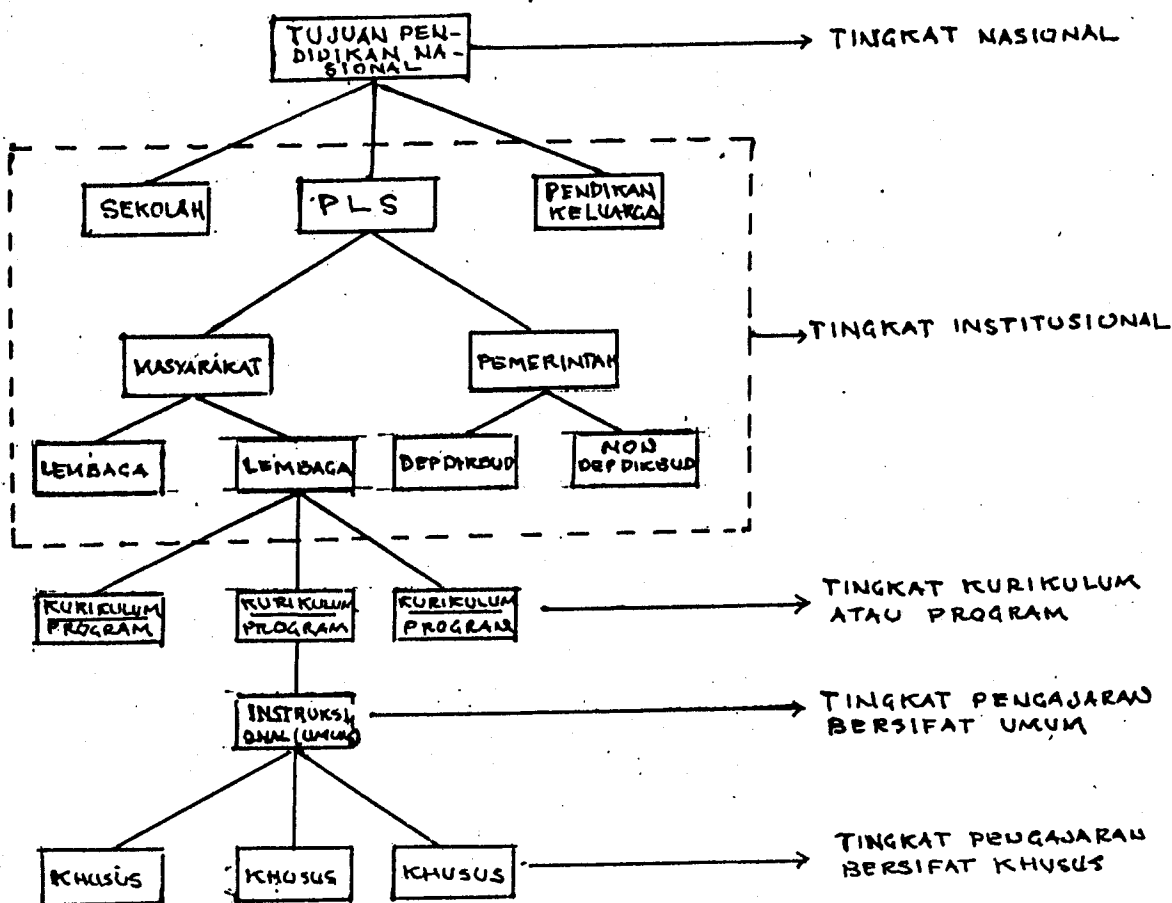 TUJUAN PEN-
DIDIKAN NA-
SIONAL
TINGKAT NASIONAL
SEKOLAH
PLS
PENDIKAN
KELUARGA
TINGKAT INSTITUSIONAL
MASYARAKAT
PEMERINTAH
LEMBAGA
LEMBAGA
DEPDIKBUD
NON
DEPDIKBUD
KURIKULUM
PROGRAM
KURIKULUM
PROGRAM
KURIKULUM
PROGRAM
TINGKAT KURIKULUM
ATAU PROGRAM
INSTRUKSI
ONAL (UMUM)
TINGKAT PENGAJARAN
BERSIFAT UMUM
KHUSUS
KHUSUS
KHUSUS
TINGKAT PENGAJARAN
BERSIFAT KHUSUS